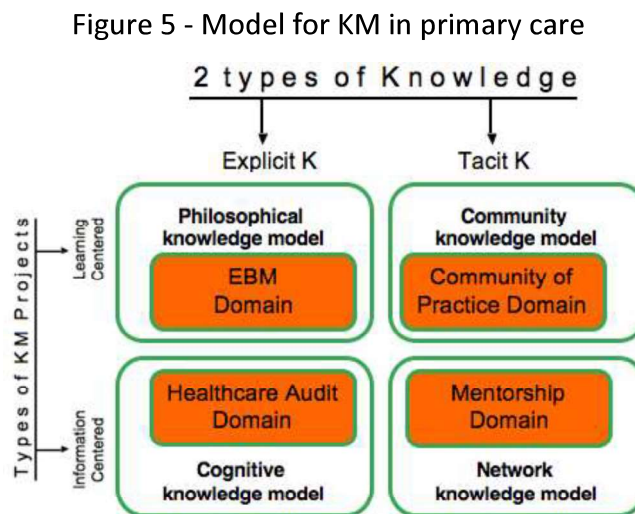 Figure 5 - Model for KM in primary care
2 types of Knowledge
Explicit K
Tacit K
Types of KM Projects
Learning
Centered
Philosophical
knowledge model
EBM
Domain
Community
knowledge model
Community of
Practice Domain
Information
Centered
Healthcare Audit
Domain
Cognitive
knowledge model
Mentorship
Domain
Network
knowledge model